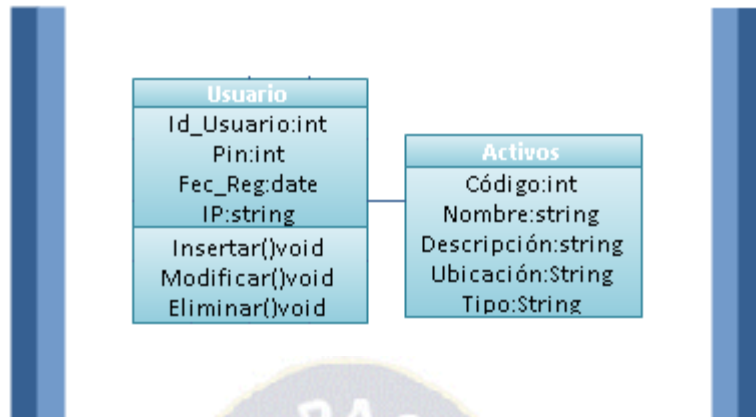 Usuario
Id_Usuario:int
Pin:int
Fec_Reg:date
IP:string
Insertar()void
Modificar()void
Eliminar()void
Activos
Código:int
Nombre:string
Descripción:string
Ubicación:String
Tipo:String